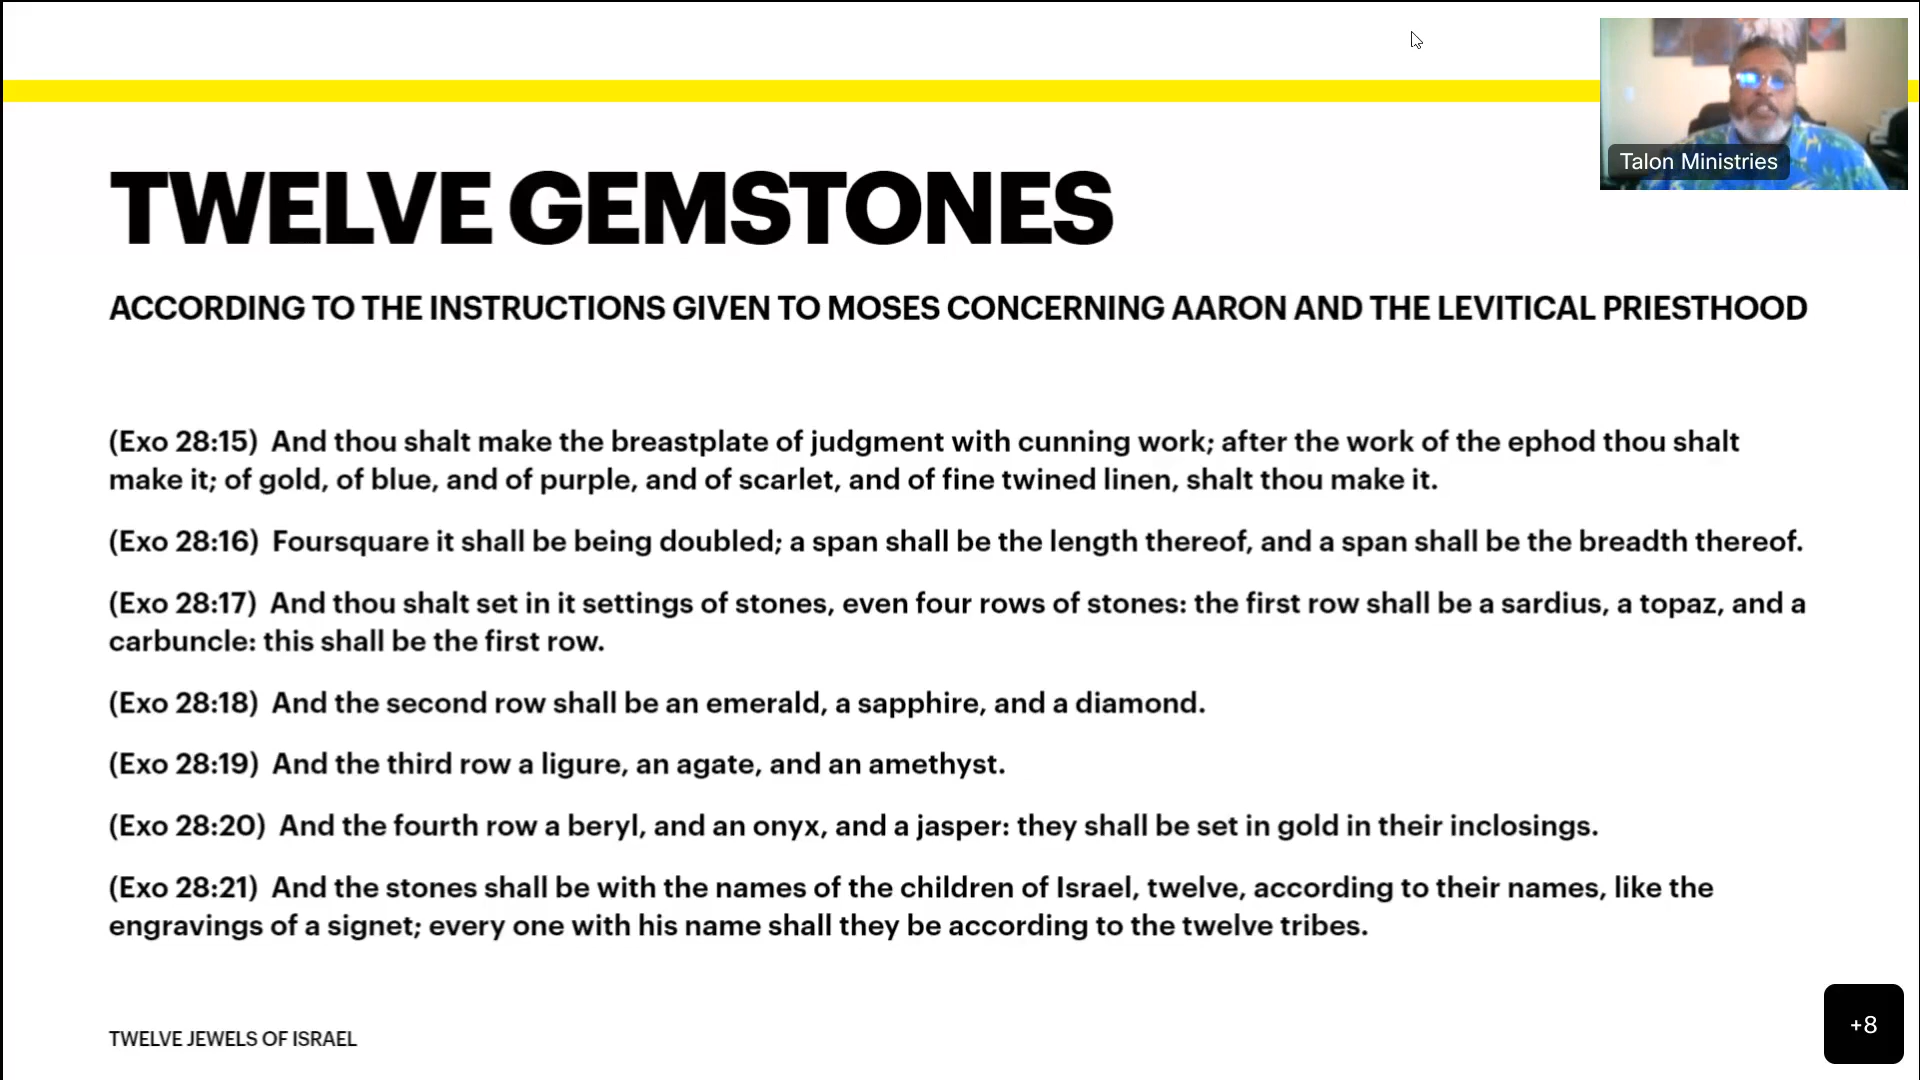 Talon Ministries
TWELVE GEMSTONES
ACCORDING TO THE INSTRUCTIONS GIVEN TO MOSES CONCERNING AARON AND THE LEVITICAL PRIESTHOOD
(Exo 28:15) And thou shalt make the breastplate of judgment with cunning work; after the work of the ephod thou shalt
make it; of gold, of blue, and of purple, and of scarlet, and of fine twined linen, shalt thou make it.
(Exo 28:16) Foursquare it shall be being doubled; a span shall be the length thereof, and a span shall be the breadth thereof.
(Exo 28:17) And thou shalt set in it settings of stones, even four rows of stones: the first row shall be a sardius, a topaz, and a
carbuncle: this shall be the first row.
(Exo 28:18) And the second row shall be an emerald, a sapphire, and a diamond.
(Exo 28:19) And the third row a ligure, an agate, and an amethyst.
(Exo 28:20) And the fourth row a beryl, and an onyx, and a jasper: they shall be set in gold in their inclosings.
(Exo 28:21) And the stones shall be with the names of the children of Israel, twelve, according to their names, like the
engravings of a signet; every one with his name shall they be according to the twelve tribes.
TWELVE JEWELS OF ISRAEL
+8